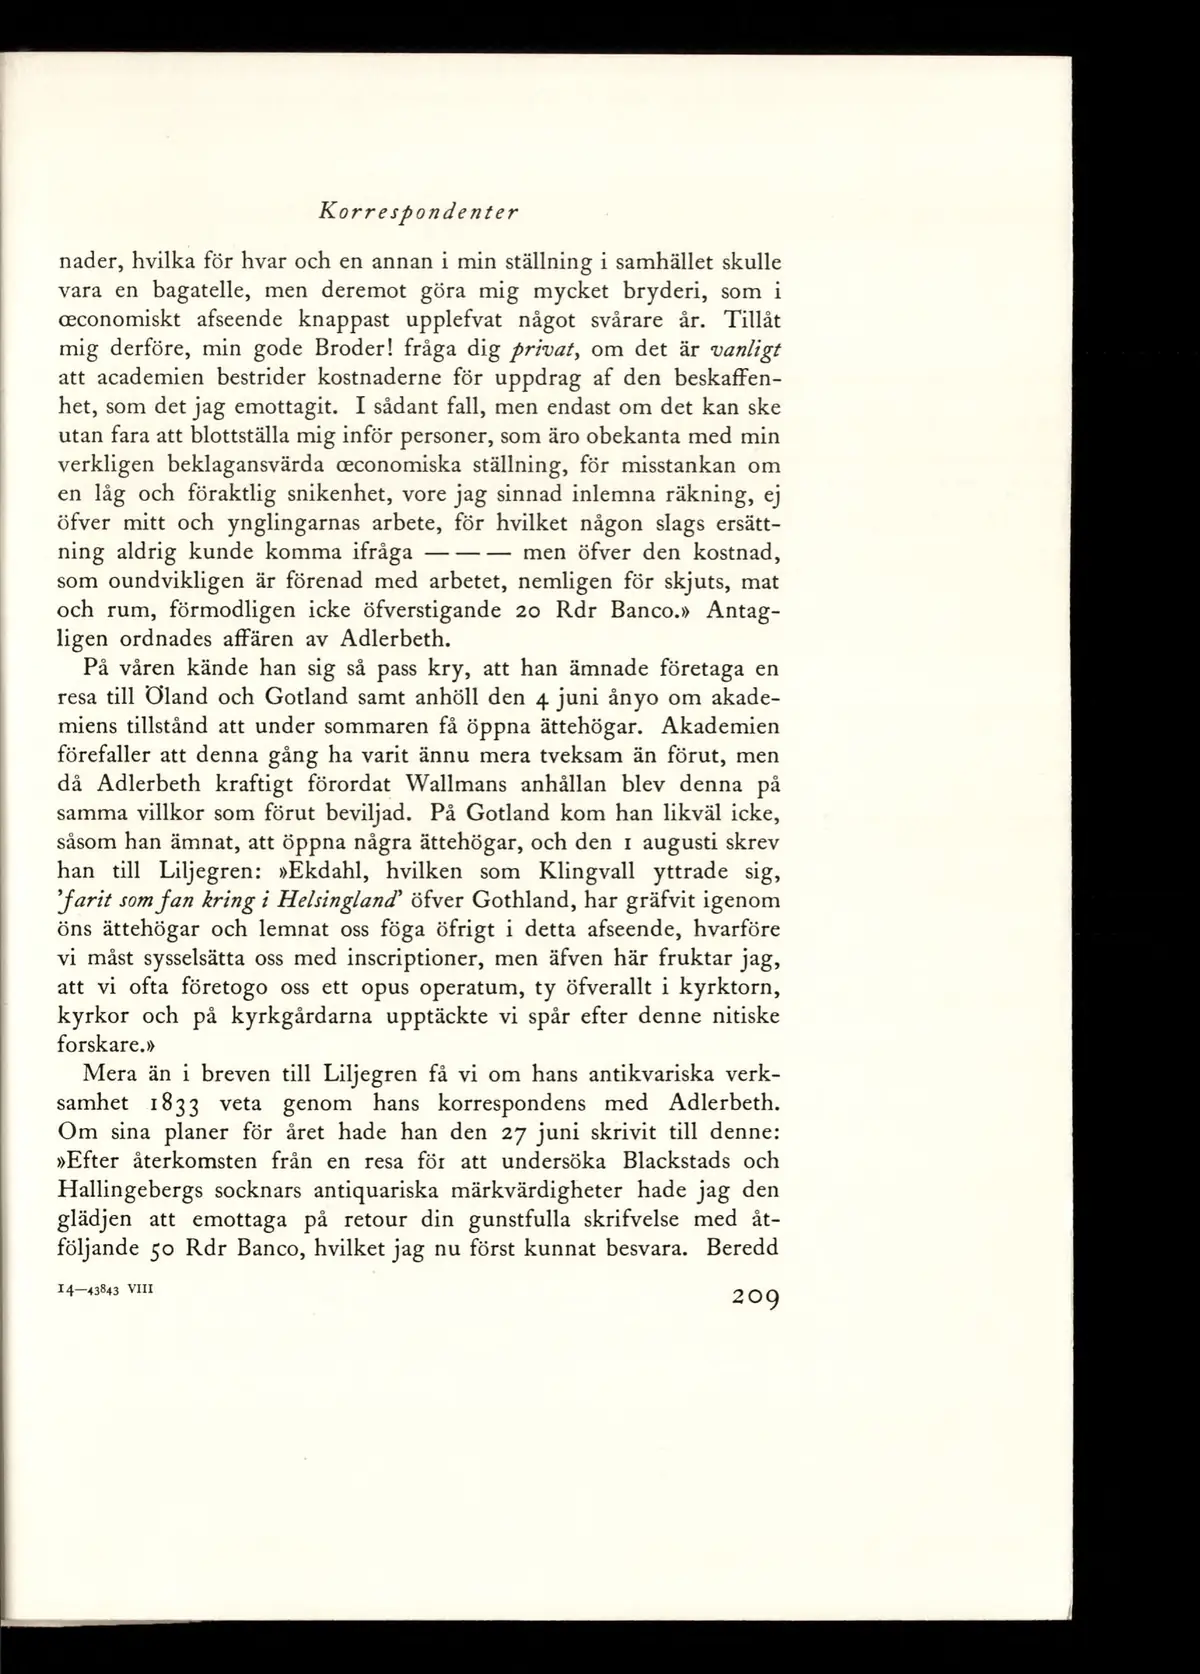 Korrespondenter
nader, hvilka för hvar och en annan i min ställning i samhället skulle
vara en bagatelle, men deremot göra mig mycket bryderi, som i
œconomiskt afseende knappast upplefvat något svårare år. Tillåt
mig derföre, min gode Broder! fråga dig privat, om det är vanligt
att academien bestrider kostnaderne för uppdrag af den beskaffen-
het, som det jag emottagit. I sådant fall, men endast om det kan ske
utan fara att blottställa mig inför personer, som äro obekanta med min
verkligen beklagansvärda œconomiska ställning, för misstankan om
en låg och föraktlig snikenhet, vore jag sinnad inlemna räkning, ej
öfver mitt och ynglingarnas arbete, för hvilket någon slags ersätt-
ning aldrig kunde komma ifråga — — — men öfver den kostnad,
som oundvikligen är förenad med arbetet, nemligen för skjuts, mat
och rum, förmodligen icke öfverstigande 20 Rdr Banco.» Antag-
ligen ordnades affären av Adlerbeth.
På våren kände han sig så pass kry, att han ämnade företaga en
resa till Öland och Gotland samt anhöll den 4 juni ånyo om akade-
miens tillstånd att under sommaren få öppna ättehögar. Akademien
förefaller att denna gång ha varit ännu mera tveksam än förut, men
då Adlerbeth kraftigt förordat Wallmans anhållan blev denna på
samma villkor som förut beviljad. På Gotland kom han likväl icke,
såsom han ämnat, att öppna några ättehögar, och den 1 augusti skrev
han till Liljegren: »Ekdahl, hvilken som Klingvall yttrade sig,
'farit som fan kring i Helsingland' öfver Gothland, har gräfvit igenom
öns ättehögar och lemnat oss föga öfrigt i detta afseende, hvarföre
vi måst sysselsätta oss med inscriptioner, men äfven här fruktar jag,
att vi ofta företogo oss ett opus operatum, ty öfverallt i kyrktorn,
kyrkor och på kyrkgårdarna upptäckte vi spår efter denne nitiske
forskare.»
Mera än i breven till Liljegren få vi om hans antikvariska verk-
samhet 1833 veta genom hans korrespondens med Adlerbeth.
Om sina planer för året hade han den 27 juni skrivit till denne:
»Efter återkomsten från en resa för att undersöka Blackstads och
Hallingebergs socknars antiquariska märkvärdigheter hade jag den
glädjen att emottaga på retour din gunstfulla skrifvelse med åt-
följande 50 Rdr Banco, hvilket jag nu först kunnat besvara. Beredd
14—43843 VIII
209